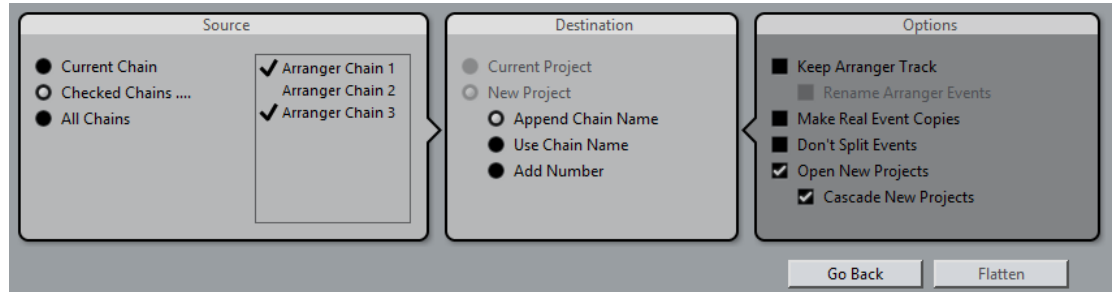 Source
Current Chain
Checked Chains ....
All Chains
Arranger Chain 1
Arranger Chain 2
Arranger Chain 3
Destination
Current Project
New Project
Append Chain Name
Use Chain Name
Add Number
Options
Keep Arranger Track
Rename Arranger Events
Make Real Event Copies
Don't Split Events
Open New Projects
Cascade New Projects
Go Back
Flatten